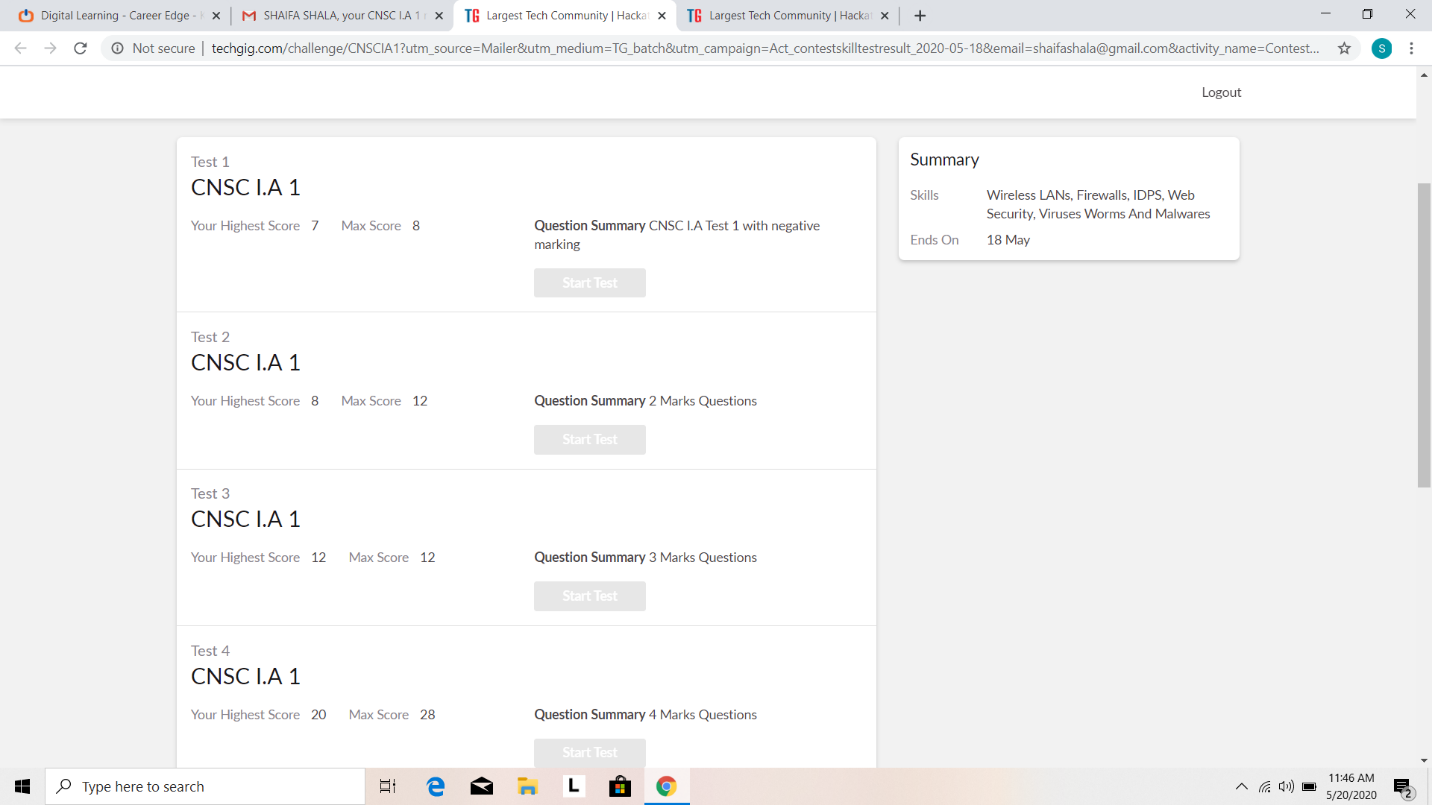 Digital Learning - Career Edge -
SHAIFA SHALA, your CNSC I.A 1
TG Largest Tech Community | Hacka
TG Largest Tech Community | Hacka
Not secure | techgig.com/challenge/CNSCIA1?utm_source=Mailer&utm_medium=TG_batch&utm_campaign=Act_contestskilltestresult_2020-05-18&email=shaifashala@gmail.com&activity_name=Contest...
S
Logout
Test 1
CNSC I.A 1
Your Highest Score 7 Max Score 8
Question Summary CNSC I.A Test 1 with negative
marking
Start Test
Test 2
CNSC I.A 1
Your Highest Score 8 Max Score 12
Question Summary 2 Marks Questions
Start Test
Test 3
CNSC I.A 1
Your Highest Score 12 Max Score 12
Question Summary 3 Marks Questions
Start Test
Test 4
CNSC I.A 1
Your Highest Score 20 Max Score 28
Question Summary 4 Marks Questions
Start Test
Summary
Skills Wireless LANs, Firewalls, IDPS, Web
Security, Viruses Worms And Malwares
Ends On 18 May
Type here to search
L
11:46 AM
5/20/2020
2